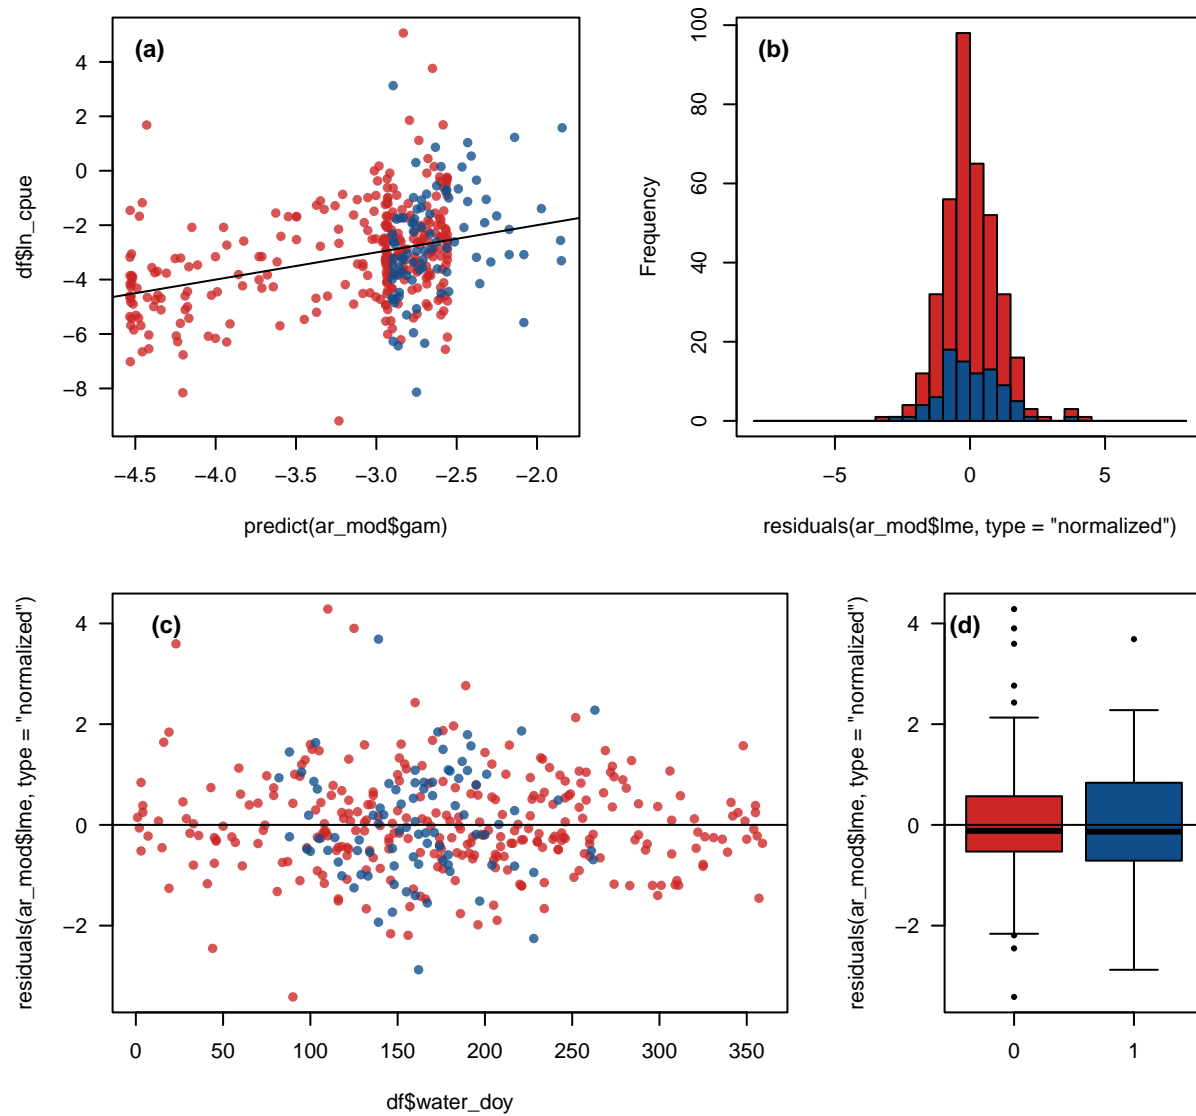 (a)
4
2
0
−2
−4
−6
−8
df$ln_cpue
−4.5 −4.0 −3.5 −3.0 −2.5 −2.0
predict(ar_mod$gam)
(b)
100
80
60
40
20
0
Frequency
−5 0 5
residuals(ar_mod$lme, type = "normalized")
(c)
4
2
0
−2
residuals(ar_mod$lme, type = "normalized")
0 50 100 150 200 250 300 350
df$water_doy
(d)
4
2
0
−2
residuals(ar_mod$lme, type = "normalized")
0 1